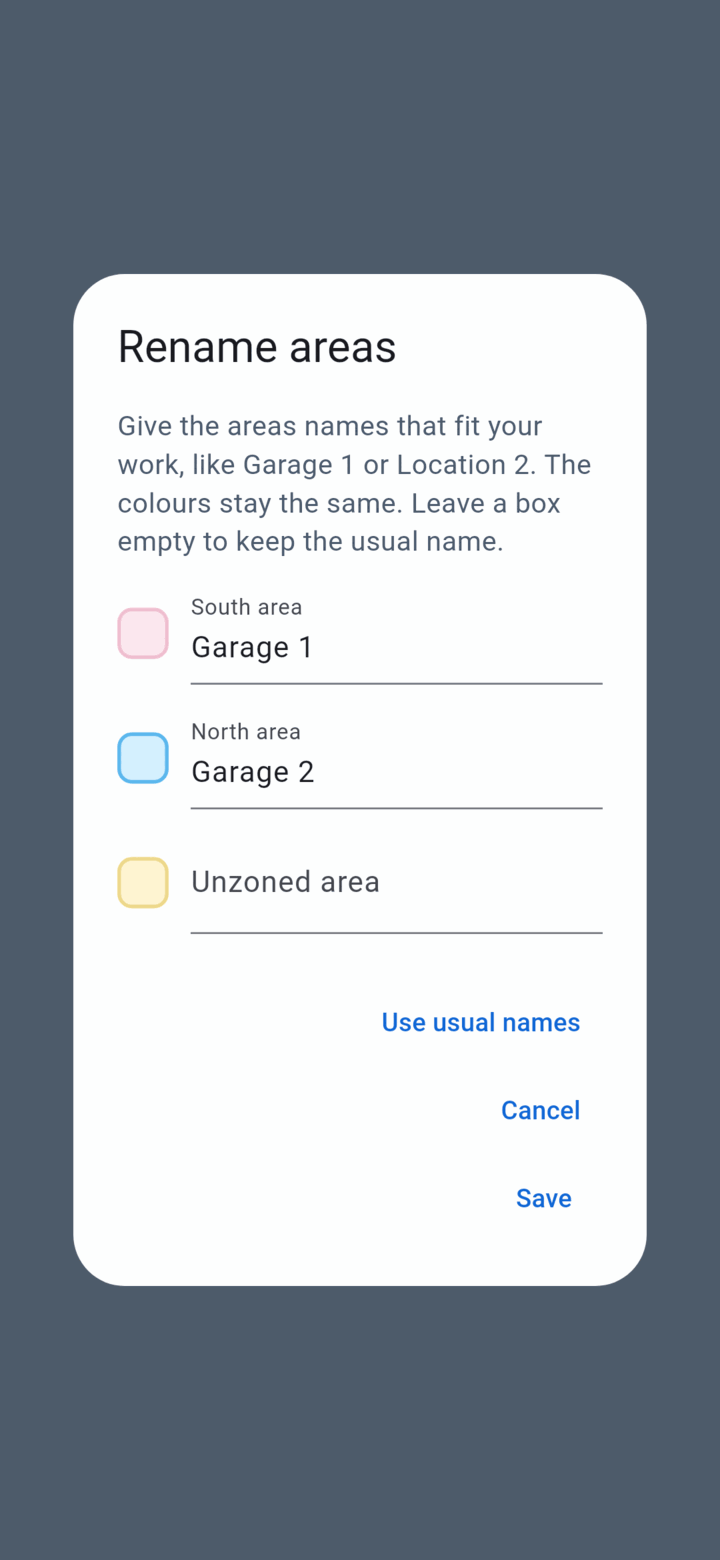 Rename areas
Give the areas names that fit your
work, like Garage 1 or Location 2. The
colours stay the same. Leave a box
empty to keep the usual name.
South area
Garage 1
North area
Garage 2
Unzoned area
Use usual names
Cancel
Save